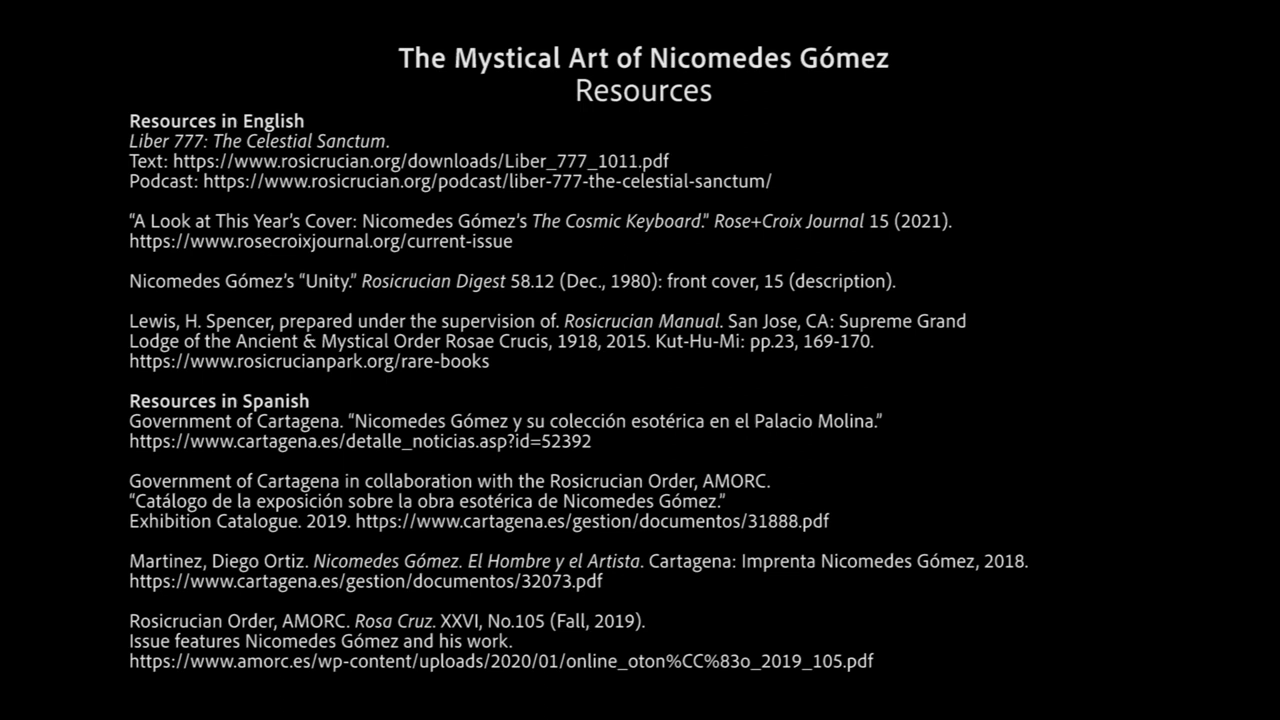 The Mystical Art of Nicomedes Gómez
Resources
Resources in English
Liber 777: The Celestial Sanctum.
Text: https://www.rosicrucian.org/downloads/Liber_777_1011.pdf
Podcast: https://www.rosicrucian.org/podcast/liber-777-the-celestial-sanctum/
“A Look at This Year’s Cover: Nicomedes Gómez’s The Cosmic Keyboard.” Rose+Croix Journal 15 (2021).
https://www.rosecroixjournal.org/current-issue
Nicomedes Gómez’s “Unity.” Rosicrucian Digest 58.12 (Dec., 1980): front cover, 15 (description).
Lewis, H. Spencer, prepared under the supervision of. Rosicrucian Manual. San Jose, CA: Supreme Grand
Lodge of the Ancient & Mystical Order Rosae Crucis, 1918, 2015. Kut-Hu-Mi: pp.23, 169-170.
https://www.rosicrucianpark.org/rare-books
Resources in Spanish
Government of Cartagena. “Nicomedes Gómez y su colección esotérica en el Palacio Molina.”
https://www.cartagena.es/detalle_noticias.asp?id=52392
Government of Cartagena in collaboration with the Rosicrucian Order, AMORC.
“Catálogo de la exposición sobre la obra esotérica de Nicomedes Gómez.”
Exhibition Catalogue. 2019. https://www.cartagena.es/gestion/documentos/31888.pdf
Martinez, Diego Ortiz. Nicomedes Gómez. El Hombre y el Artista. Cartagena: Imprenta Nicomedes Gómez, 2018.
https://www.cartagena.es/gestion/documentos/32073.pdf
Rosicrucian Order, AMORC. Rosa Cruz. XXVI, No.105 (Fall, 2019).
Issue features Nicomedes Gómez and his work.
https://www.amorc.es/wp-content/uploads/2020/01/online_oton%CC%83o_2019_105.pdf